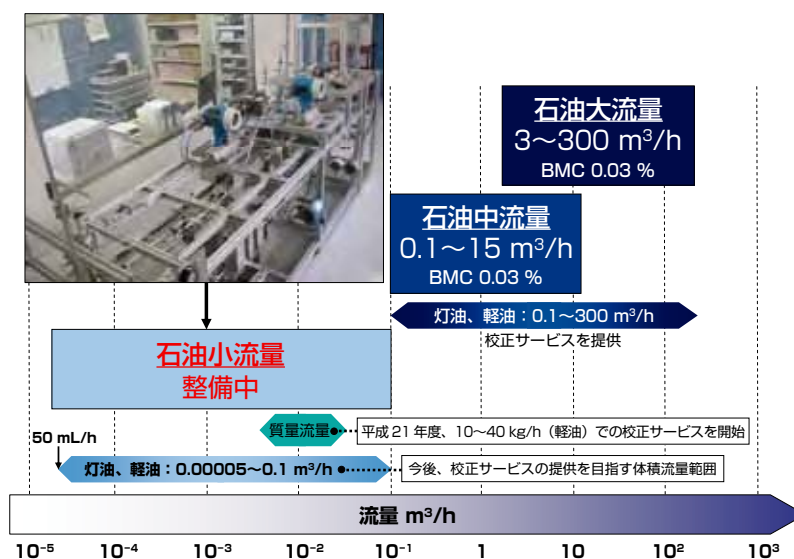 石油大流量
3～300 m³/h
BMC 0.03 %
石油中流量
0.1～15 m³/h
BMC 0.03 %
灯油、軽油：0.1～300 m³/h
校正サービスを提供
石油小流量
整備中
質量流量
平成21年度、10～40 kg/h（軽油）での校正サービスを開始
50 mL/h
灯油、軽油：0.00005～0.1 m³/h
今後、校正サービスの提供を目指す体積流量範囲
流量 m³/h
10⁻⁵ 10⁻⁴ 10⁻³ 10⁻² 10⁻¹ 1 10 10² 10³